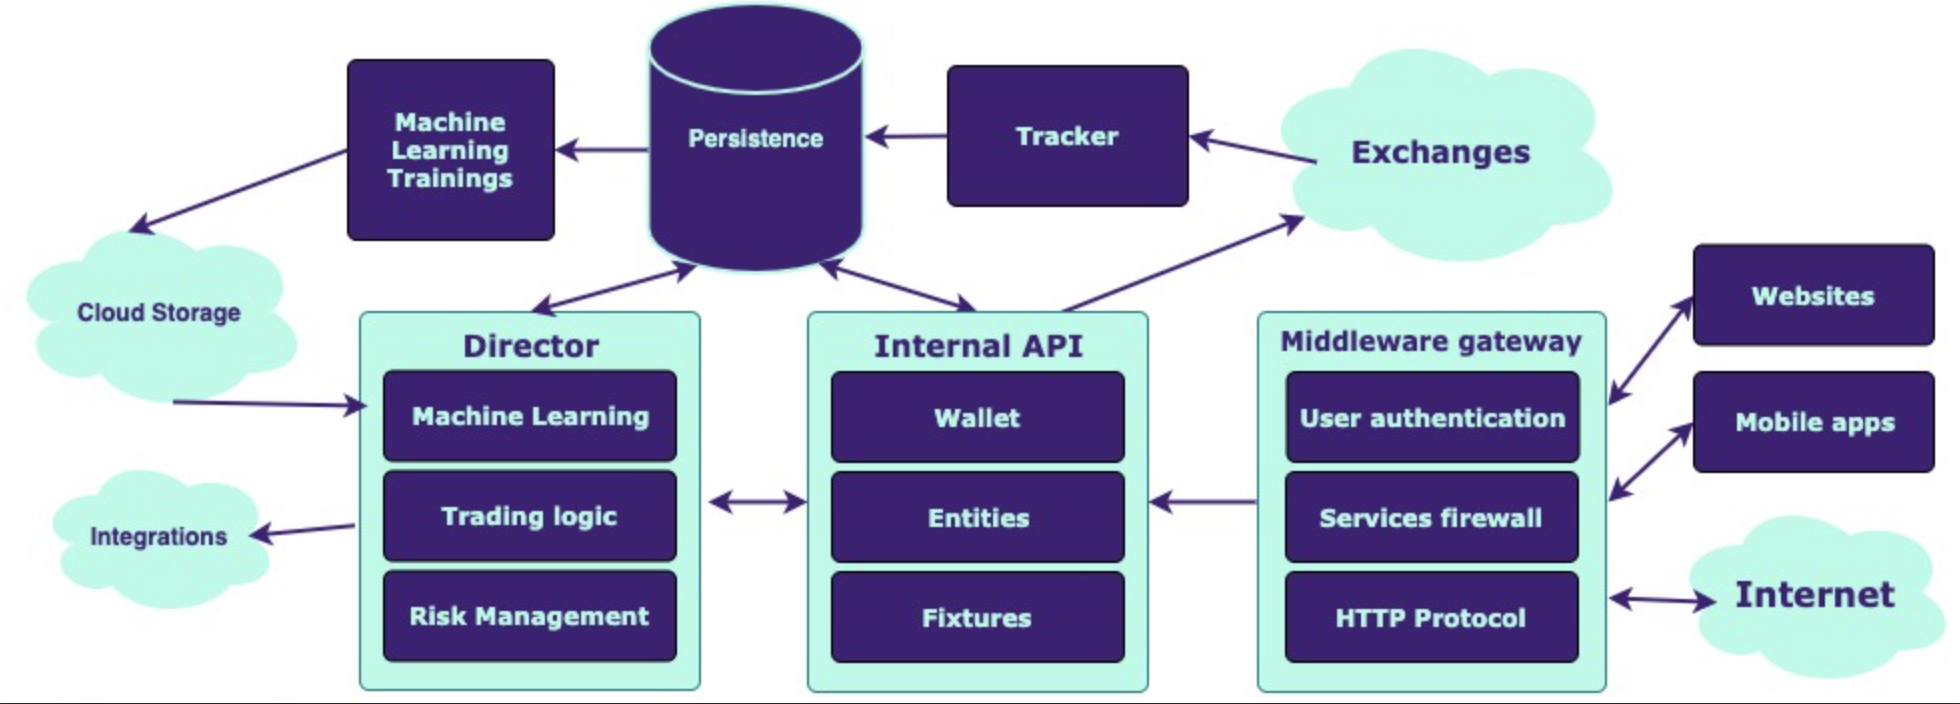 Machine
Learning
Trainings
Persistence
Tracker
Exchanges
Cloud Storage
Integrations
Director
Machine Learning
Trading logic
Risk Management
Internal API
Wallet
Entities
Fixtures
Middleware gateway
User authentication
Services firewall
HTTP Protocol
Websites
Mobile apps
Internet